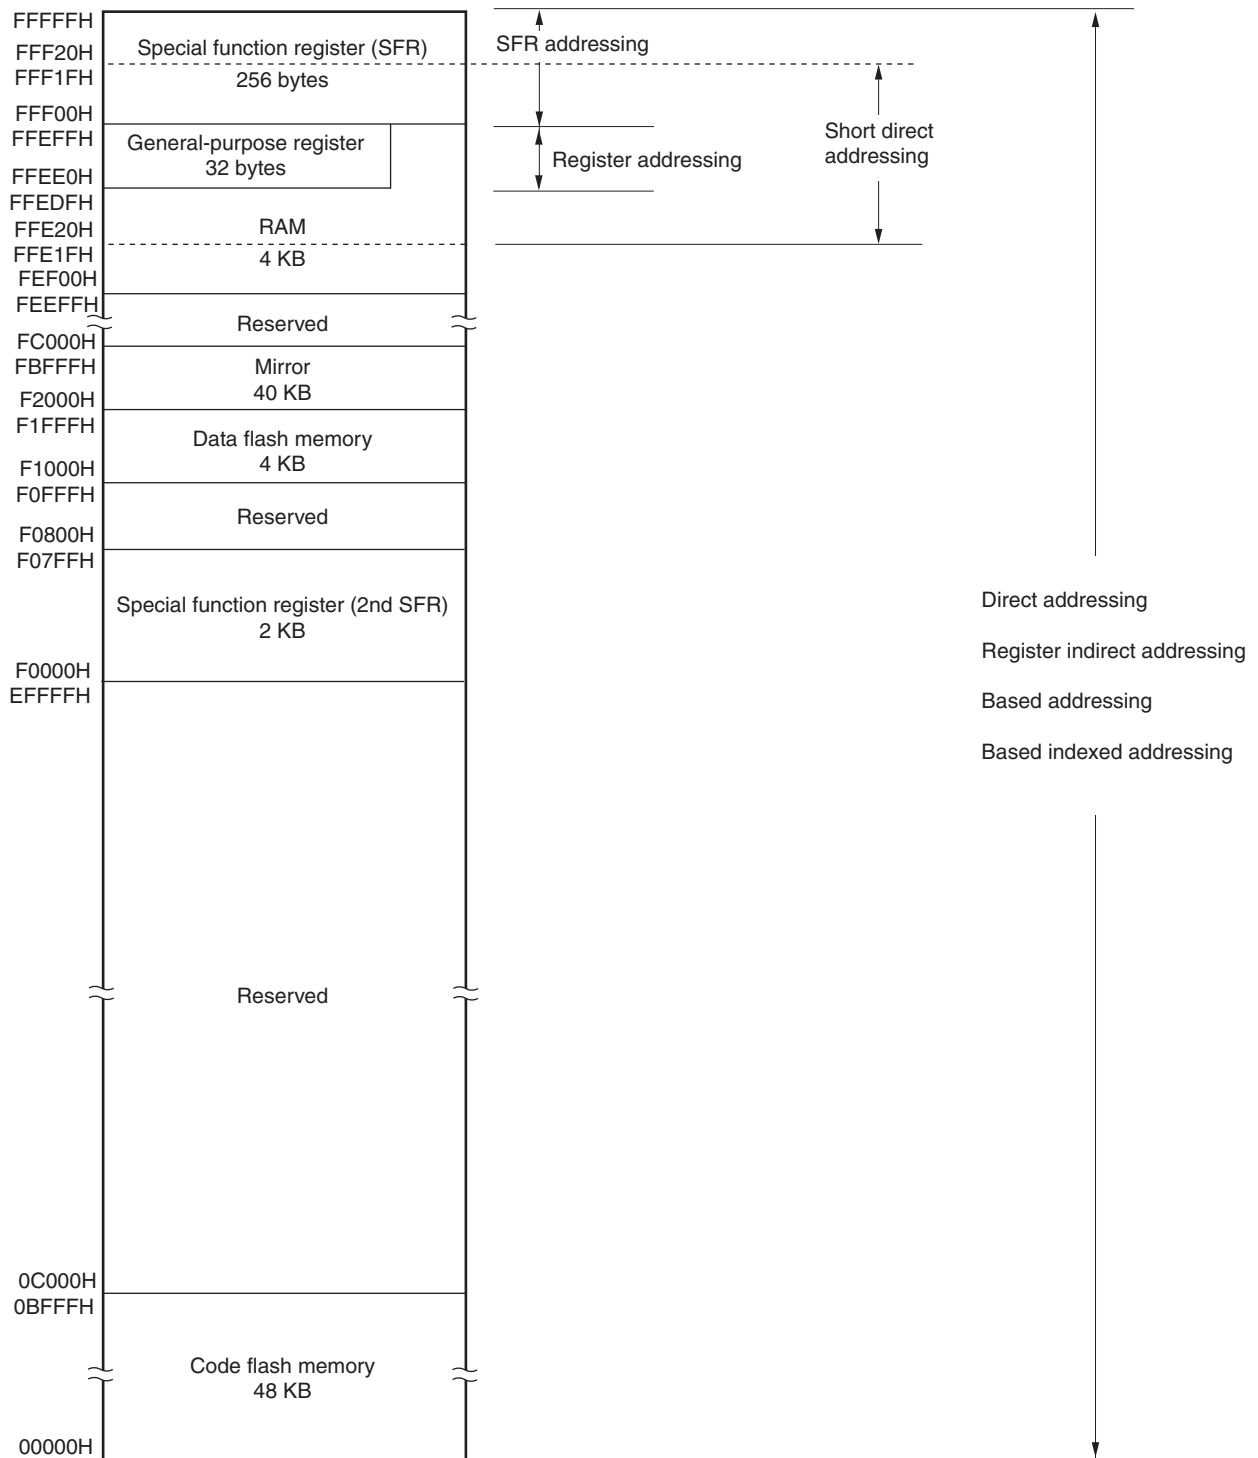 FFFFFH
SFR addressing
FFF20H
Special function register (SFR)
FFF1FH
256 bytes
FFF00H
FFEFFH
General-purpose register
32 bytes
Register addressing
Short direct
addressing
FFEE0H
FFEDFH
FFE20H
RAM
FFE1FH
4 KB
FEF00H
FEEFFH
Reserved
FC000H
FBFFFH
Mirror
40 KB
F2000H
F1FFFH
Data flash memory
4 KB
F1000H
F0FFFH
Reserved
F0800H
F07FFH
Special function register (2nd SFR)
2 KB
F0000H
EFFFFH
Direct addressing
Register indirect addressing
Based addressing
Based indexed addressing
Reserved
0C000H
0BFFFH
Code flash memory
48 KB
00000H